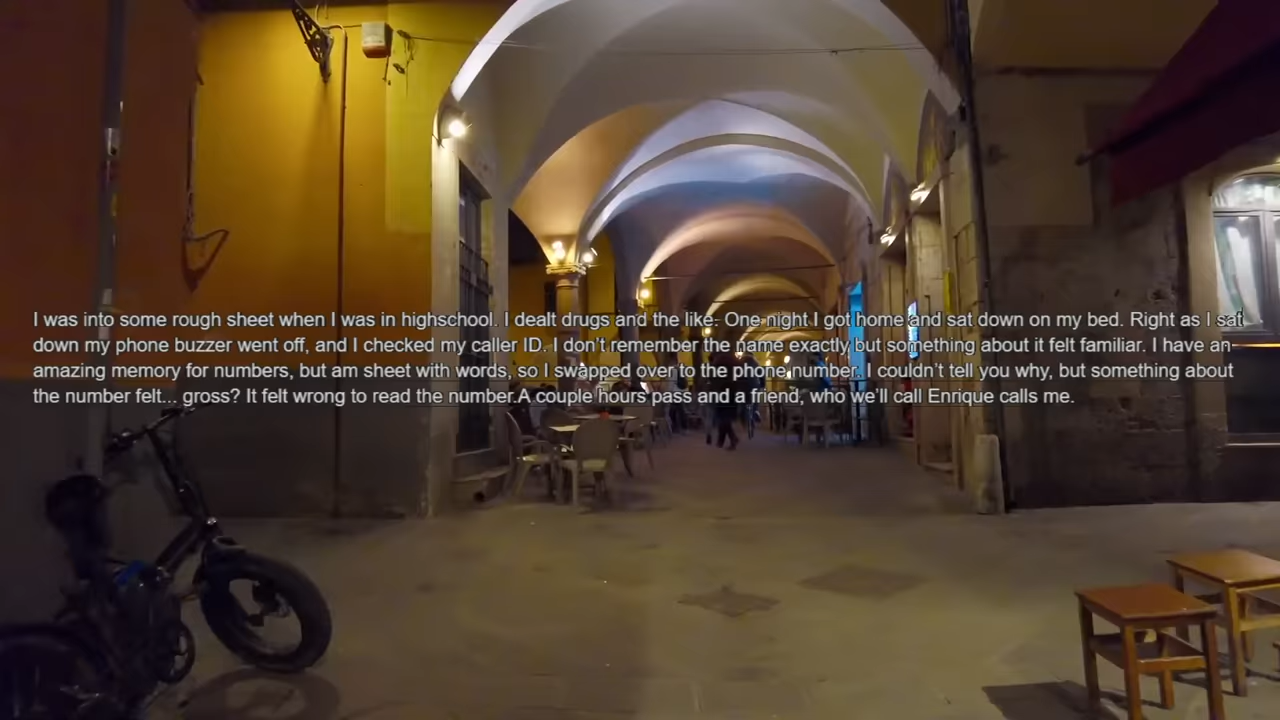 I was into some rough sheet when I was in highschool. I dealt drugs and the like. One night I got home and sat down on my bed. Right as I sat
down my phone buzzer went off, and I checked my caller ID. I don't remember the name exactly but something about it felt familiar. I have an
amazing memory for numbers, but am sheet with words, so I swapped over to the phone number. I couldn't tell you why, but something about
the number felt... gross? It felt wrong to read the number.A couple hours pass and a friend, who we'll call Enrique calls me.